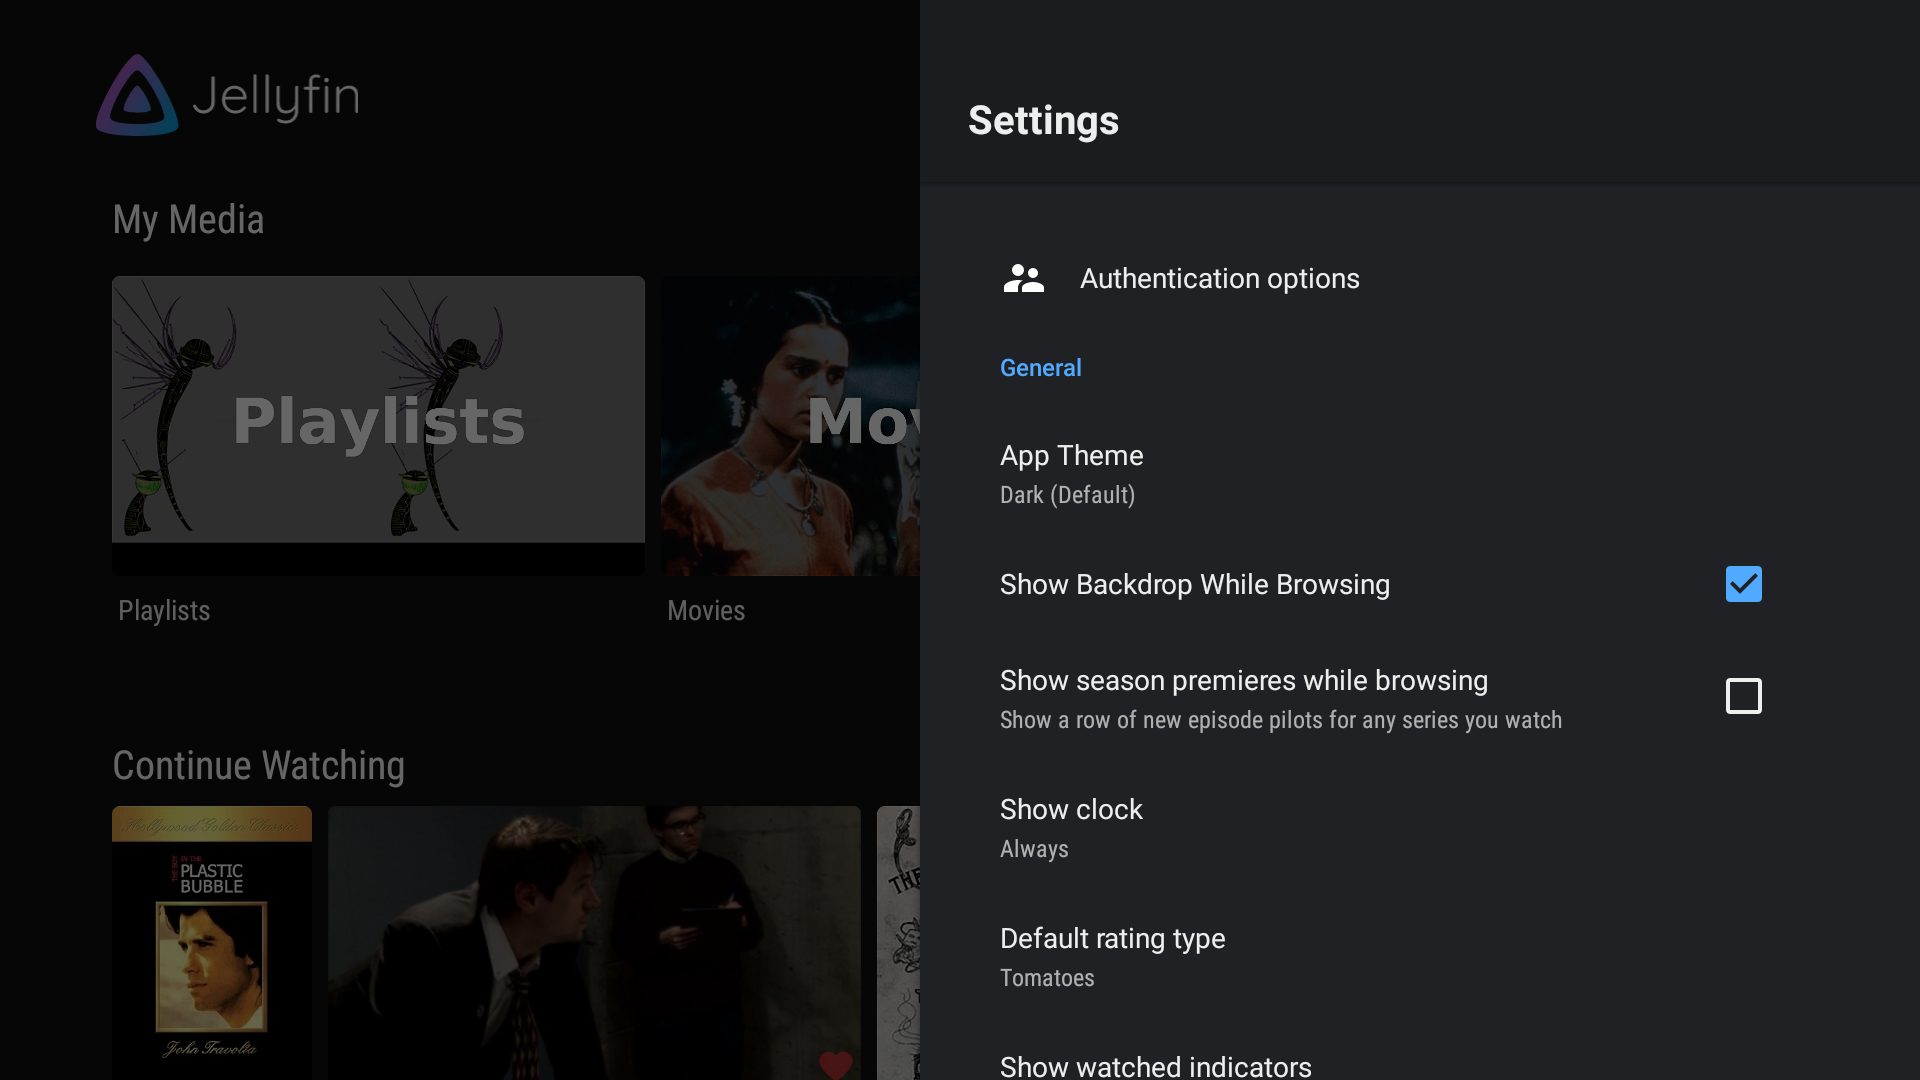 Jellyfin
My Media
Playlists
Mov
Playlists
Movies
Continue Watching
Hollywood Golden Classics
THE BOY IN THE
PLASTIC
BUBBLE
John Travolta
THE
Settings
Authentication options
General
App Theme
Dark (Default)
Show Backdrop While Browsing
Show season premieres while browsing
Show a row of new episode pilots for any series you watch
Show clock
Always
Default rating type
Tomatoes
Show watched indicators